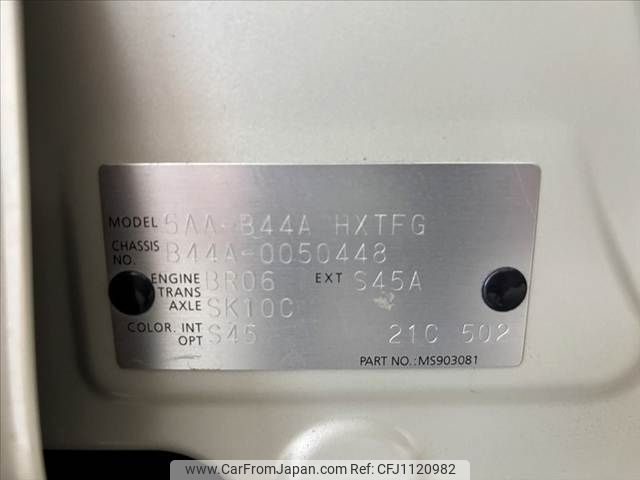 MODEL 5AA-B44A HXTFG
CHASSIS NO. B44A-0050448
ENGINE BR06 EXT S45A
TRANS AXLE SK10C
COLOR. INT S45 21C 502
OPT
PART NO.: MS903081
www.CarFromJapan.com @CFJ1120982